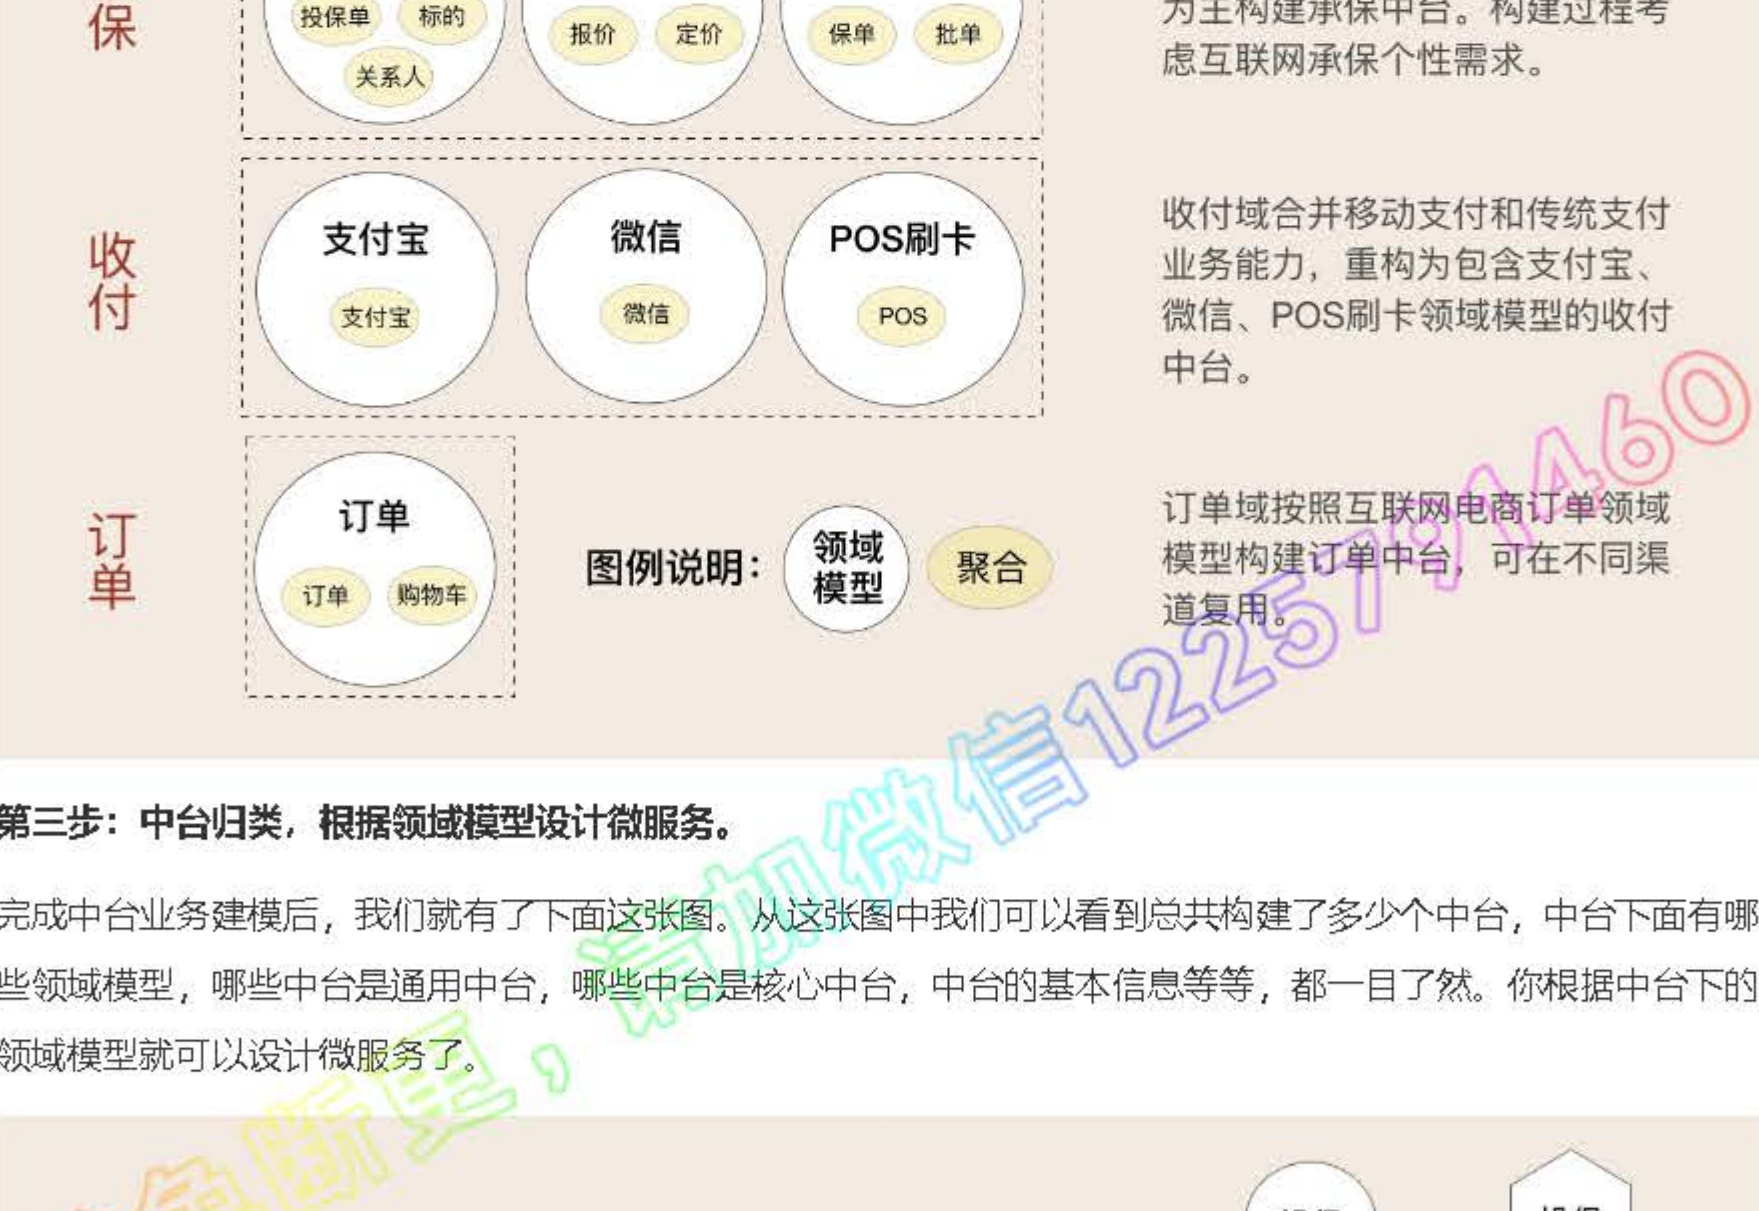 保
投保单 标的
关系人
报价 定价
保单 批单
为主构建承保中台。构建过程考
虑互联网承保个性需求。
收付
支付宝
支付宝
微信
微信
POS刷卡
POS
收付域合并移动支付和传统支付
业务能力，重构为包含支付宝、
微信、POS刷卡领域模型的收付
中台。
订单
订单
订单 购物车
图例说明：
领域
模型
聚合
订单域按照互联网电商订单领域
模型构建订单中台，可在不同渠
道复用。
第三步：中台归类，根据领域模型设计微服务。
完成中台业务建模后，我们就有了下面这张图。从这张图中我们可以看到总共构建了多少个中台，中台下面有哪
些领域模型，哪些中台是通用中台，哪些中台是核心中台，中台的基本信息等等，都一目了然。你根据中台下的
领域模型就可以设计微服务了。
免断更，请加微信1225791460